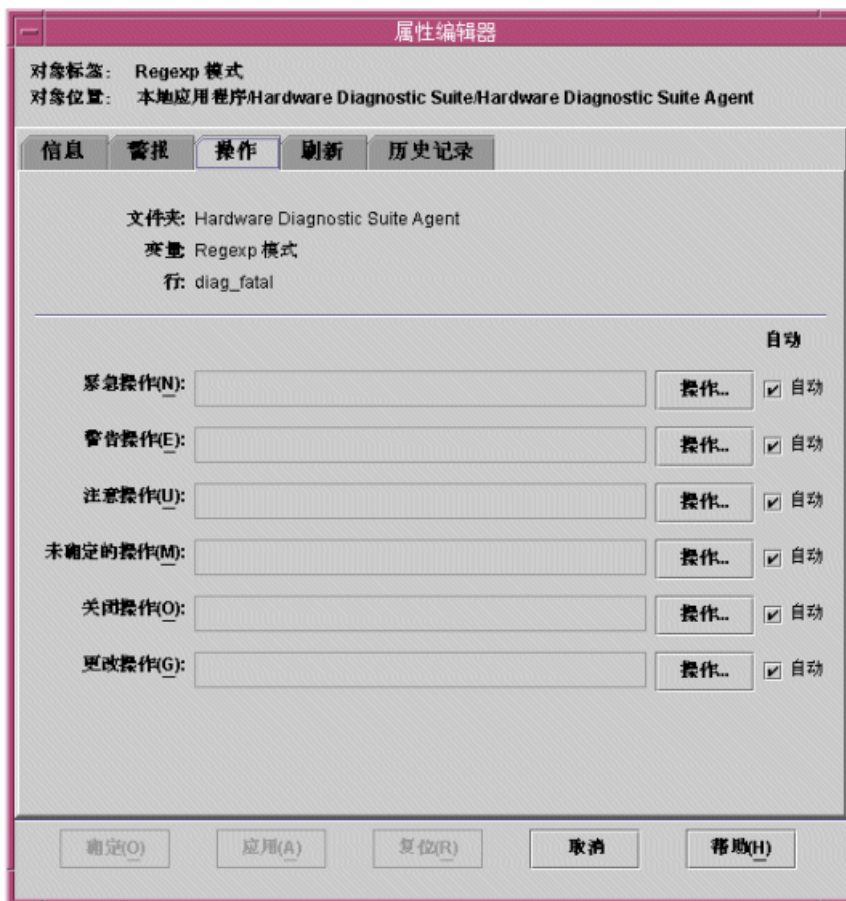 属性编辑器
对象标签： Regexp 模式
对象位置： 本地应用程序/Hardware Diagnostic Suite/Hardware Diagnostic Suite Agent
信息 警报 操作 刷新 历史记录
文件夹: Hardware Diagnostic Suite Agent
变量 Regexp 模式
行: diag_fatal
自动
紧急操作(N): 操作... 自动
警告操作(E): 操作... 自动
注意操作(U): 操作... 自动
未确定的操作(M): 操作... 自动
关闭操作(O): 操作... 自动
更改操作(G): 操作... 自动
确定(O) 应用(A) 复位(R) 取消 帮助(H)